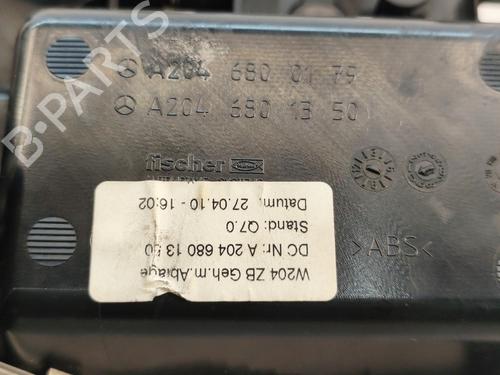 A204 680 01 79
A204 680 13 50
fischer
>ABS<
W204 ZB Geh.m.Ablage
DC Nr: A 204 680 13 50
Stand: Q7.0
Datum. 27.04.10 - 16:02